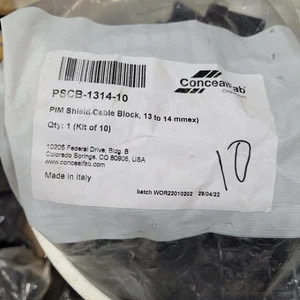 Concealfab
Corporation
PSCB-1314-10
PIM Shield Cable Block, 13 to 14 mmex)
Qty: 1 (Kit of 10)
10205 Federal Drive, Bldg. B
Colorado Springs, CO 80908, USA
www.concealfab.com
Made in Italy
batch WOR22010202 28/04/22
10